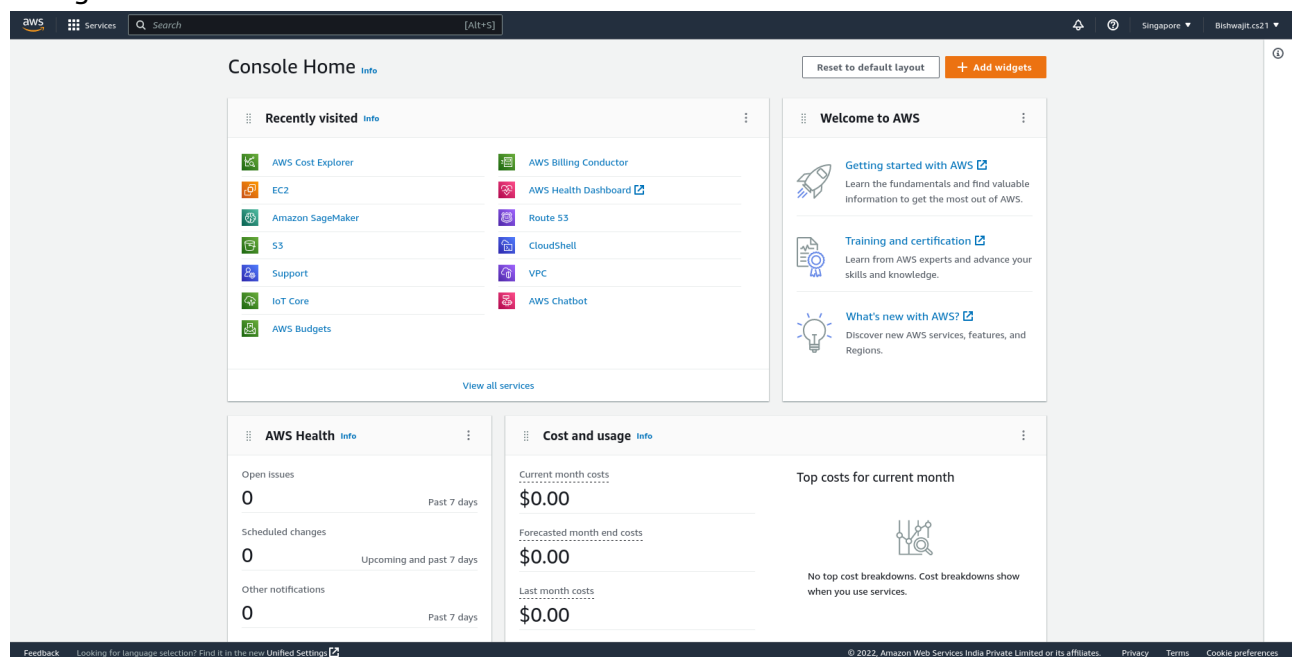 aws
Services
Search [Alt+S]
Singapore ▼
Bishwajit.cs21 ▼
Console Home Info
Reset to default layout
+ Add widgets
Recently visited Info
AWS Cost Explorer
EC2
Amazon SageMaker
S3
Support
IoT Core
AWS Budgets
AWS Billing Conductor
AWS Health Dashboard
Route 53
CloudShell
VPC
AWS Chatbot
View all services
Welcome to AWS
Getting started with AWS
Learn the fundamentals and find valuable
information to get the most out of AWS.
Training and certification
Learn from AWS experts and advance your
skills and knowledge.
What's new with AWS?
Discover new AWS services, features, and
Regions.
AWS Health Info
Open issues
0 Past 7 days
Scheduled changes
0 Upcoming and past 7 days
Other notifications
0 Past 7 days
Cost and usage Info
Current month costs
$0.00
Forecasted month end costs
$0.00
Last month costs
$0.00
Top costs for current month
No top cost breakdowns. Cost breakdowns show
when you use services.
Feedback
Looking for language selection? Find it in the new Unified Settings
© 2022, Amazon Web Services India Private Limited or its affiliates.
Privacy
Terms
Cookie preferences